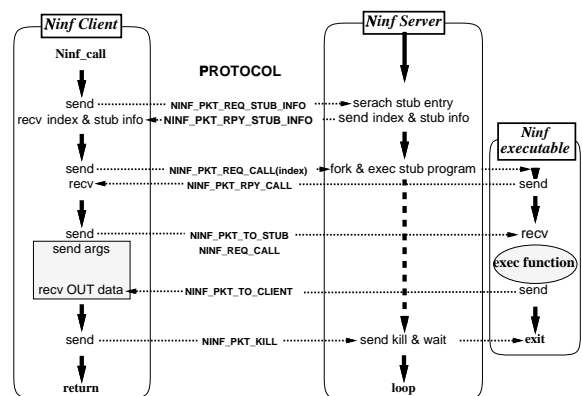 Ninf Client
Ninf Server
Ninf_call
PROTOCOL
send NINF_PKT_REQ_STUB_INFO serach stub entry
recv index & stub info NINF_PKT_RPY_STUB_INFO send index & stub info
Ninf
executable
send NINF_PKT_REQ_CALL(index) fork & exec stub program
recv NINF_PKT_RPY_CALL send
send NINF_PKT_TO_STUB recv
send args NINF_REQ_CALL
exec function
recv OUT data NINF_PKT_TO_CLIENT send
send NINF_PKT_KILL send kill & wait exit
return loop